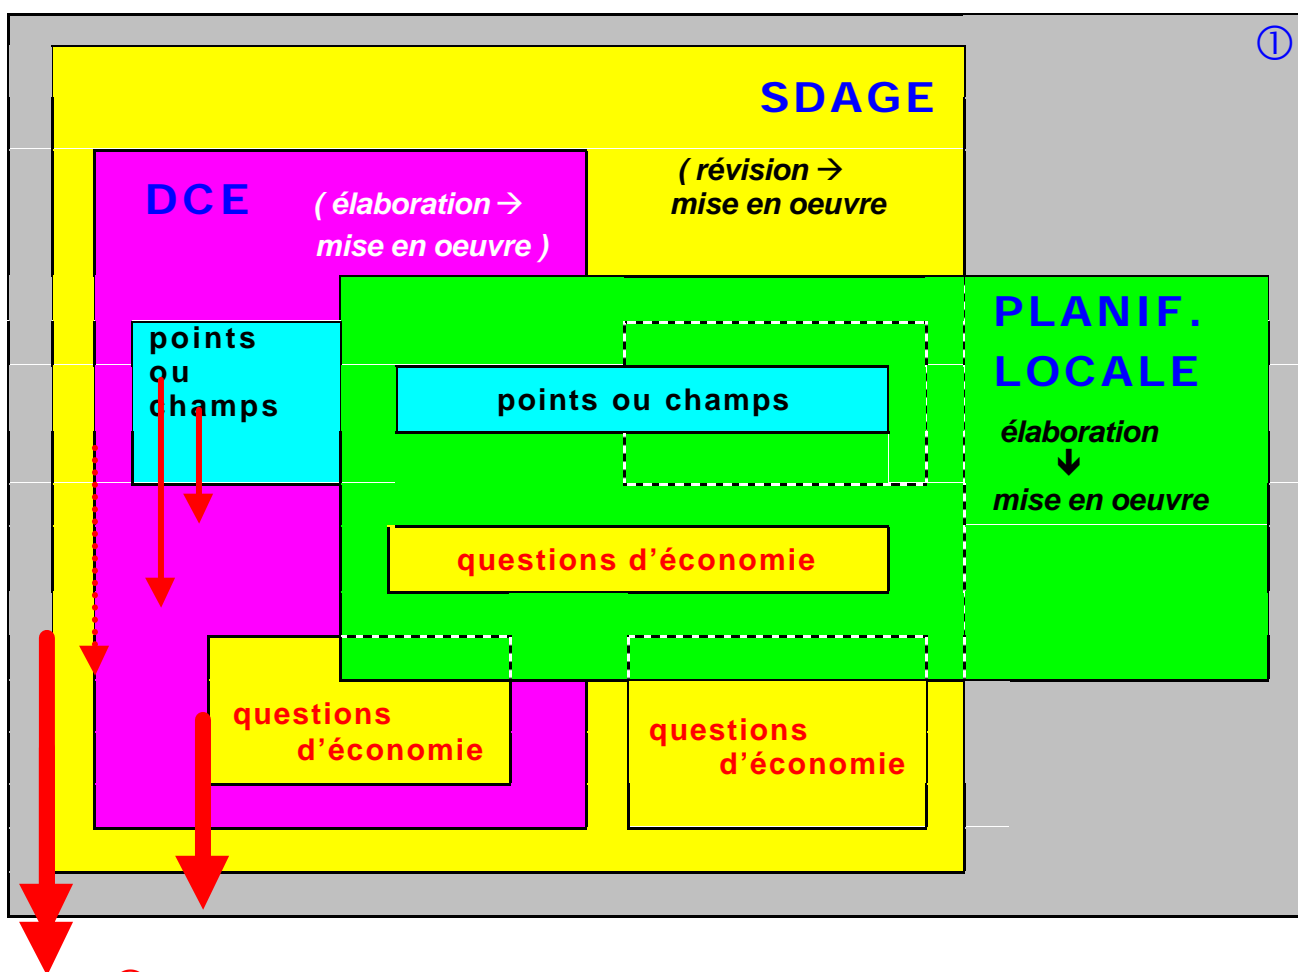 ①
SDAGE
( révision →
mise en oeuvre
DCE
( élaboration →
mise en oeuvre )
PLANIF.
LOCALE
élaboration
↓
mise en oeuvre
points
ou
champs
points ou champs
questions d’économie
questions
d’économie
questions
d’économie